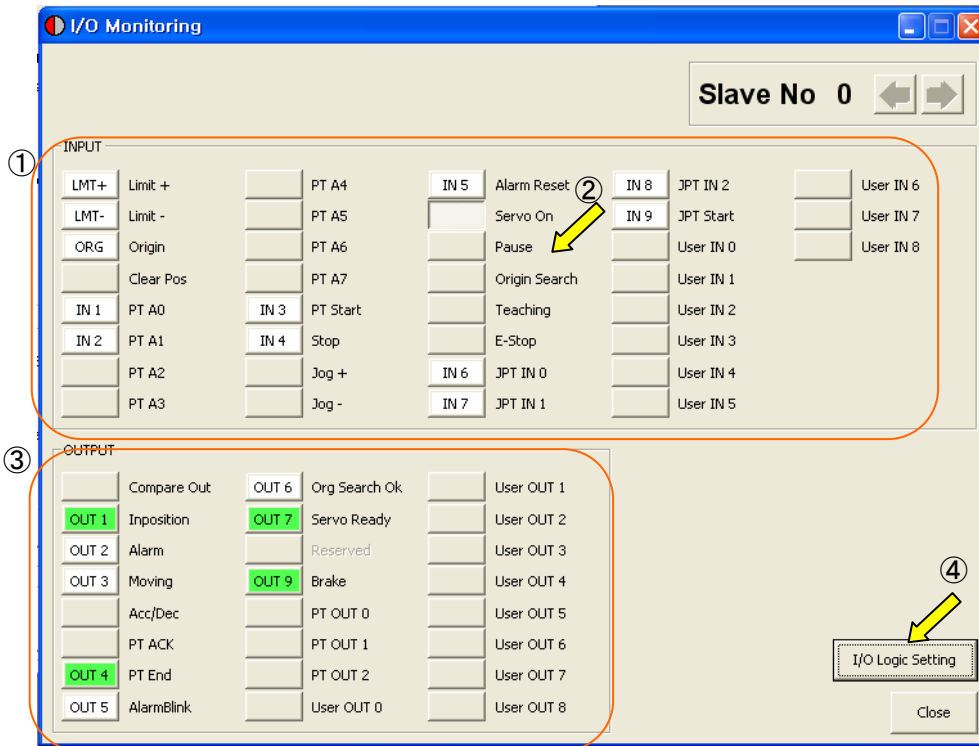 I/O Monitoring
Slave No 0
①
INPUT
LMT+ Limit + PT A4 IN 5 Alarm Reset ② IN 8 JPT IN 2 User IN 6
LMT- Limit - PT A5 Servo On IN 9 JPT Start User IN 7
ORG Origin PT A6 Pause User IN 0 User IN 8
Clear Pos PT A7 Origin Search User IN 1
IN 1 PT A0 IN 3 PT Start Teaching User IN 2
IN 2 PT A1 IN 4 Stop E-Stop User IN 3
PT A2 Jog + IN 6 JPT IN 0 User IN 4
PT A3 Jog - IN 7 JPT IN 1 User IN 5
③
OUTPUT
Compare Out OUT 6 Org Search Ok User OUT 1
OUT 1 Inposition OUT 7 Servo Ready User OUT 2
OUT 2 Alarm Reserved User OUT 3
OUT 3 Moving OUT 9 Brake User OUT 4
Acc/Dec PT OUT 0 User OUT 5
PT ACK PT OUT 1 User OUT 6
OUT 4 PT End PT OUT 2 User OUT 7
OUT 5 AlarmBlink User OUT 0 User OUT 8
④
I/O Logic Setting
Close